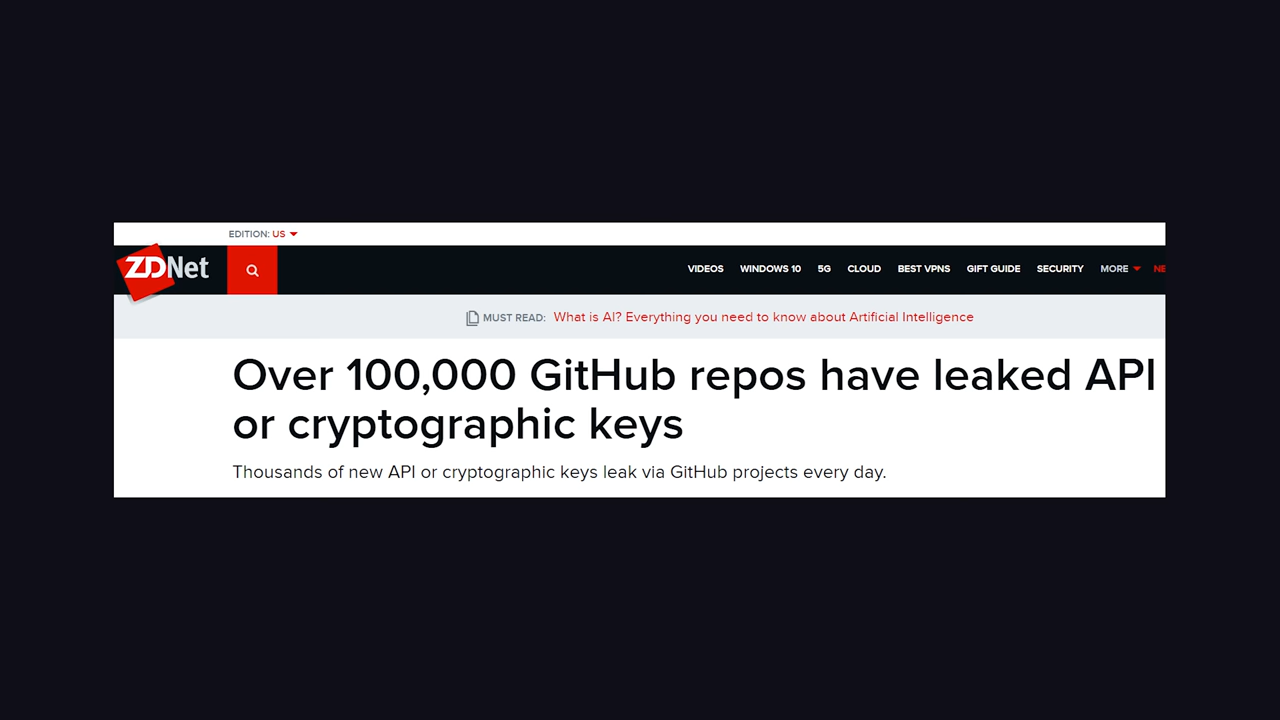 EDITION: US
ZDNet
VIDEOS WINDOWS 10 5G CLOUD BEST VPNS GIFT GUIDE SECURITY MORE NE
MUST READ: What is AI? Everything you need to know about Artificial Intelligence
Over 100,000 GitHub repos have leaked API
or cryptographic keys
Thousands of new API or cryptographic keys leak via GitHub projects every day.